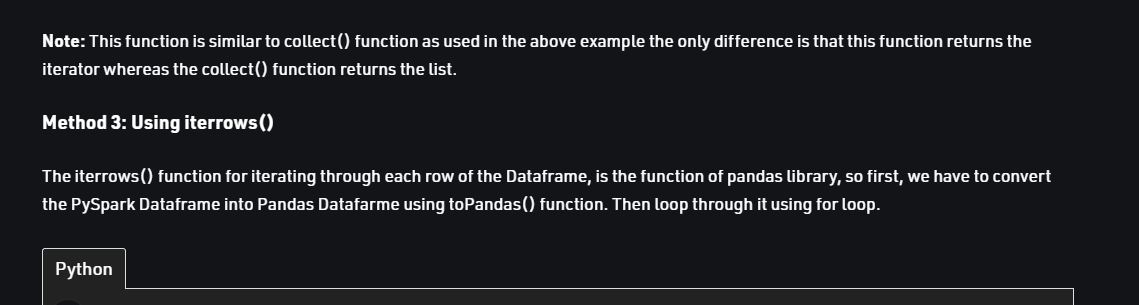 Note: This function is similar to collect() function as used in the above example the only difference is that this function returns the
iterator whereas the collect() function returns the list.
Method 3: Using iterrows()
The iterrows() function for iterating through each row of the Dataframe, is the function of pandas library, so first, we have to convert
the PySpark Dataframe into Pandas Datafarme using toPandas() function. Then loop through it using for loop.
Python